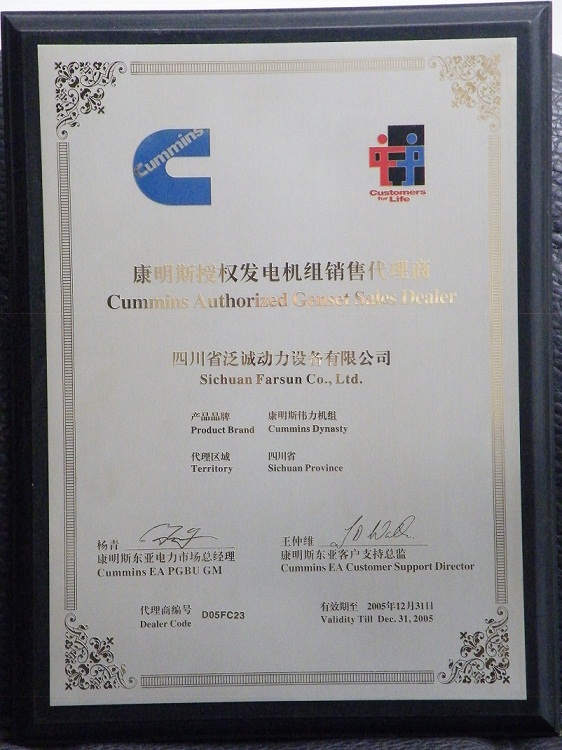 Cummins
Customers
for Life
康明斯授权发电机组销售代理商
Cummins Authorized Genset Sales Dealer
四川省泛诚动力设备有限公司
Sichuan Farsun Co., Ltd.
产品品牌 康明斯伟力机组
Product Brand Cummins Dynasty
代理区域 四川省
Territory Sichuan Province
杨青
康明斯东亚电力市场总经理
Cummins EA PGBU GM
王仲维
康明斯东亚客户支持总监
Cummins EA Customer Support Director
代理商编号 D05FC23
Dealer Code
有效期至 2005年12月31日
Validity Till Dec. 31, 2005